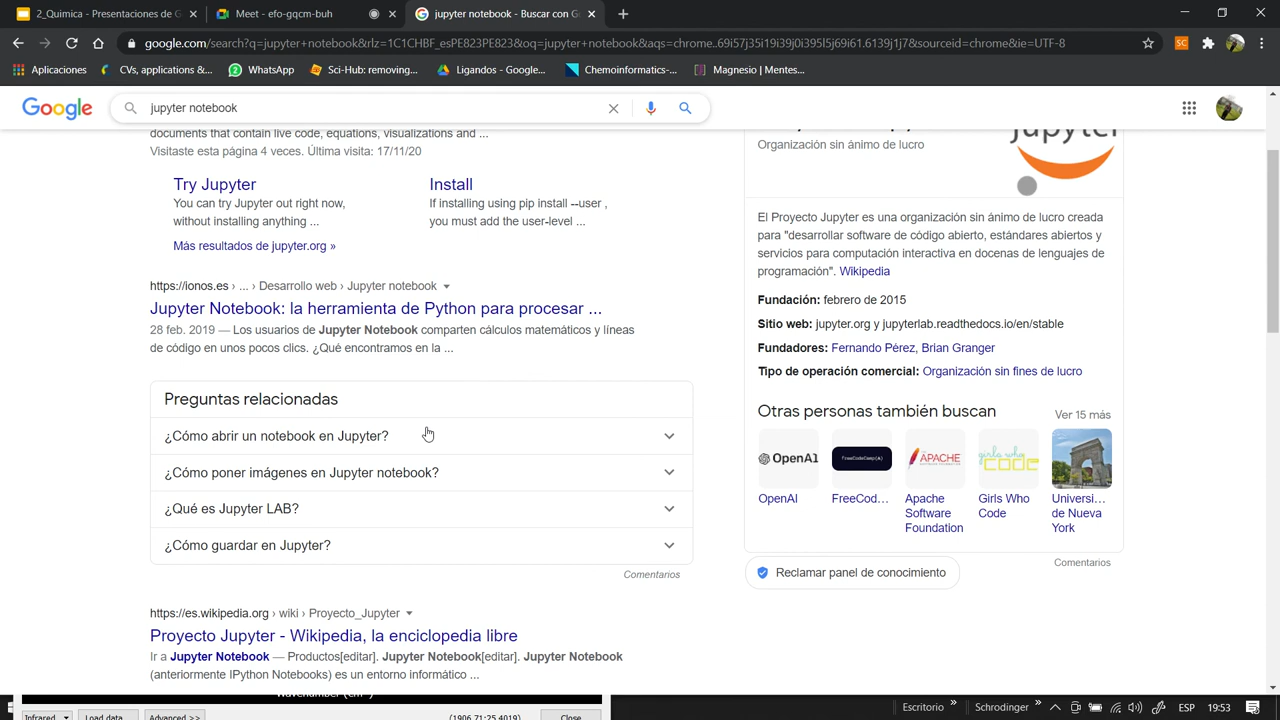 2_Quimica - Presentaciones de G
Meet - efo-gqcm-buh
jupyter notebook - Buscar con G
google.com/search?q=jupyter+notebook&rlz=1C1CHBF_esPE823PE823&oq=jupyter+notebook&aqs=chrome..69i57j35i19i39j0i395l5j69i61.6139j1j7&sourceid=chrome&ie=UTF-8
Aplicaciones
CVs, applications &...
WhatsApp
Sci-Hub: removing...
Ligandos - Google...
Chemoinformatics-...
Magnesio | Mentes...
Google
jupyter notebook
documents that contain live code, equations, visualizations and ...
Visitaste esta página 4 veces. Última visita: 17/11/20
Try Jupyter
You can try Jupyter out right now,
without installing anything ...
Install
If installing using pip install --user ,
you must add the user-level ...
Más resultados de jupyter.org »
https://ionos.es › ... › Desarrollo web › Jupyter notebook
Jupyter Notebook: la herramienta de Python para procesar ...
28 feb. 2019 — Los usuarios de Jupyter Notebook comparten cálculos matemáticos y líneas
de código en unos pocos clics. ¿Qué encontramos en la ...
Preguntas relacionadas
¿Cómo abrir un notebook en Jupyter?
¿Cómo poner imágenes en Jupyter notebook?
¿Qué es Jupyter LAB?
¿Cómo guardar en Jupyter?
Comentarios
https://es.wikipedia.org › wiki › Proyecto_Jupyter
Proyecto Jupyter - Wikipedia, la enciclopedia libre
Ir a Jupyter Notebook — Productos[editar]. Jupyter Notebook[editar]. Jupyter Notebook
(anteriormente IPython Notebooks) es un entorno informático ...
Organización sin ánimo de lucro
jupyter
El Proyecto Jupyter es una organización sin ánimo de lucro creada
para "desarrollar software de código abierto, estándares abiertos y
servicios para computación interactiva en docenas de lenguajes de
programación". Wikipedia
Fundación: febrero de 2015
Sitio web: jupyter.org y jupyterlab.readthedocs.io/en/stable
Fundadores: Fernando Pérez, Brian Granger
Tipo de operación comercial: Organización sin fines de lucro
Otras personas también buscan
Ver 15 más
OpenAI
freeCodeCamp(🔥)
APACHE
girls who
code
OpenAI
FreeCod...
Apache
Software
Foundation
Girls Who
Code
Universi...
de Nueva
York
Comentarios
Reclamar panel de conocimiento
Wavenumber (cm
Infrared
Load data
Advanced >>
(1906.71;25.4019)
Close
Escritorio
Schrodinger
ESP
19:53